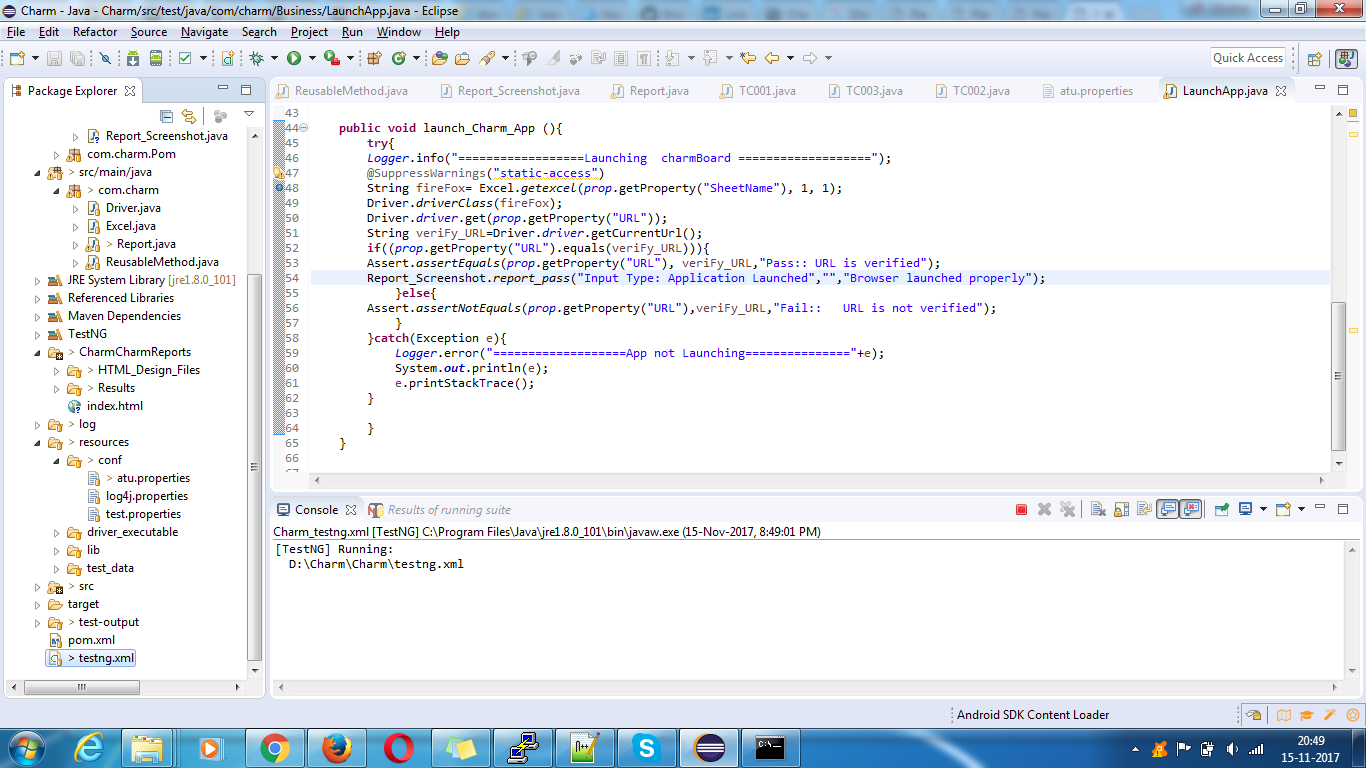 Charm - Java - Charm/src/test/java/com/charm/Business/LaunchApp.java - Eclipse
File Edit Refactor Source Navigate Search Project Run Window Help
Quick Access
Package Explorer
Report_Screenshot.java
com.charm.Pom
> src/main/java
> com.charm
Driver.java
Excel.java
> Report.java
ReusableMethod.java
JRE System Library [jre1.8.0_101]
Referenced Libraries
Maven Dependencies
TestNG
> CharmCharmReports
> HTML_Design_Files
> Results
index.html
> log
> resources
> conf
> atu.properties
log4j.properties
test.properties
> driver_executable
> lib
> test_data
> src
target
> test-output
pom.xml
> testng.xml
ReusableMethod.java Report_Screenshot.java Report.java TC001.java TC003.java TC002.java atu.properties LaunchApp.java
43
44 public void launch_Charm_App (){
45 try{
46 Logger.info("==================Launching  charmBoard ===================");
47 @SuppressWarnings("static-access")
48 String fireFox= Excel.getexcel(prop.getProperty("SheetName"), 1, 1);
49 Driver.driverClass(fireFox);
50 Driver.driver.get(prop.getProperty("URL"));
51 String veriFy_URL=Driver.driver.getCurrentUrl();
52 if((prop.getProperty("URL").equals(veriFy_URL))){
53 Assert.assertEquals(prop.getProperty("URL"), veriFy_URL,"Pass:: URL is verified");
54 Report_Screenshot.report_pass("Input Type: Application Launched","","Browser launched properly");
55 }else{
56 Assert.assertNotEquals(prop.getProperty("URL"),veriFy_URL,"Fail::   URL is not verified");
57 }
58 }catch(Exception e){
59 Logger.error("===================App not Launching==============="+e);
60 System.out.println(e);
61 e.printStackTrace();
62 }
63
64 }
65 }
66
Console Results of running suite
Charm_testng.xml [TestNG] C:\Program Files\Java\jre1.8.0_101\bin\javaw.exe (15-Nov-2017, 8:49:01 PM)
[TestNG] Running:
D:\Charm\Charm\testng.xml
Android SDK Content Loader
20:49
15-11-2017